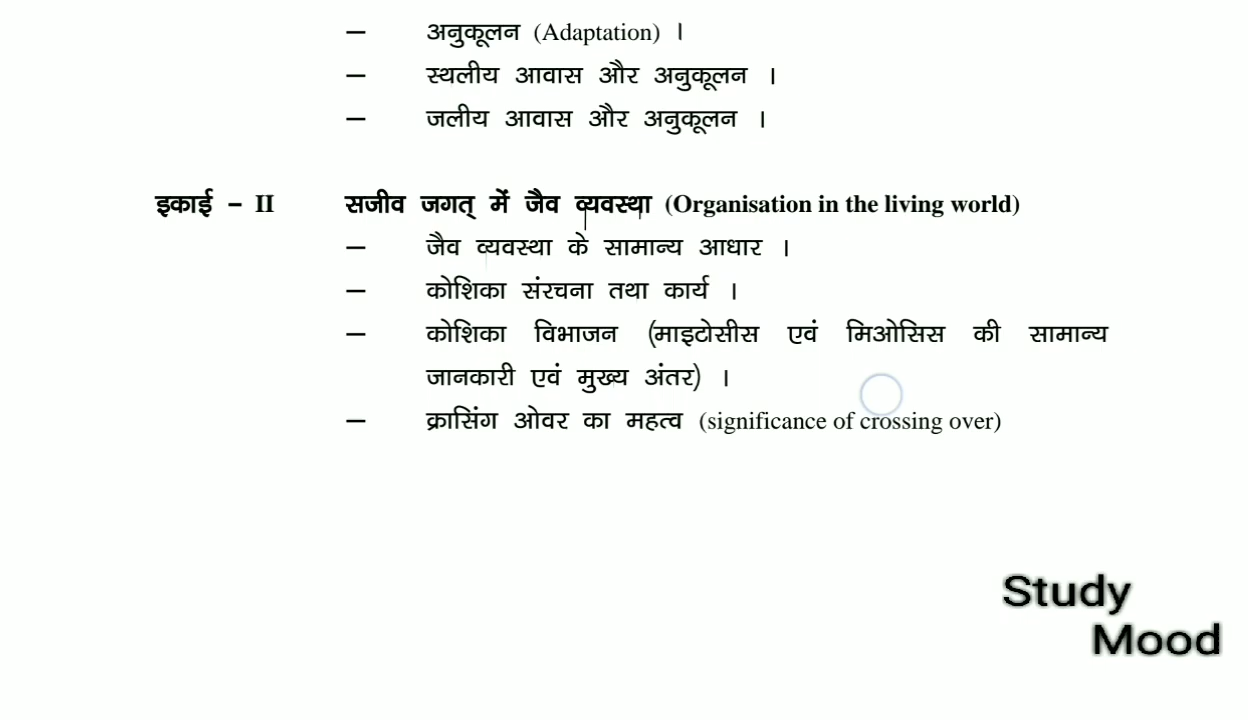 – अनुकूलन (Adaptation) ।
– स्थलीय आवास और अनुकूलन ।
– जलीय आवास और अनुकूलन ।
इकाई – II सजीव जगत् में जैव व्यवस्था (Organisation in the living world)
– जैव व्यवस्था के सामान्य आधार ।
– कोशिका संरचना तथा कार्य ।
– कोशिका विभाजन (माइटोसीस एवं मिओसिस की सामान्य
जानकारी एवं मुख्य अंतर) ।
– क्रासिंग ओवर का महत्व (significance of crossing over)
Study
Mood